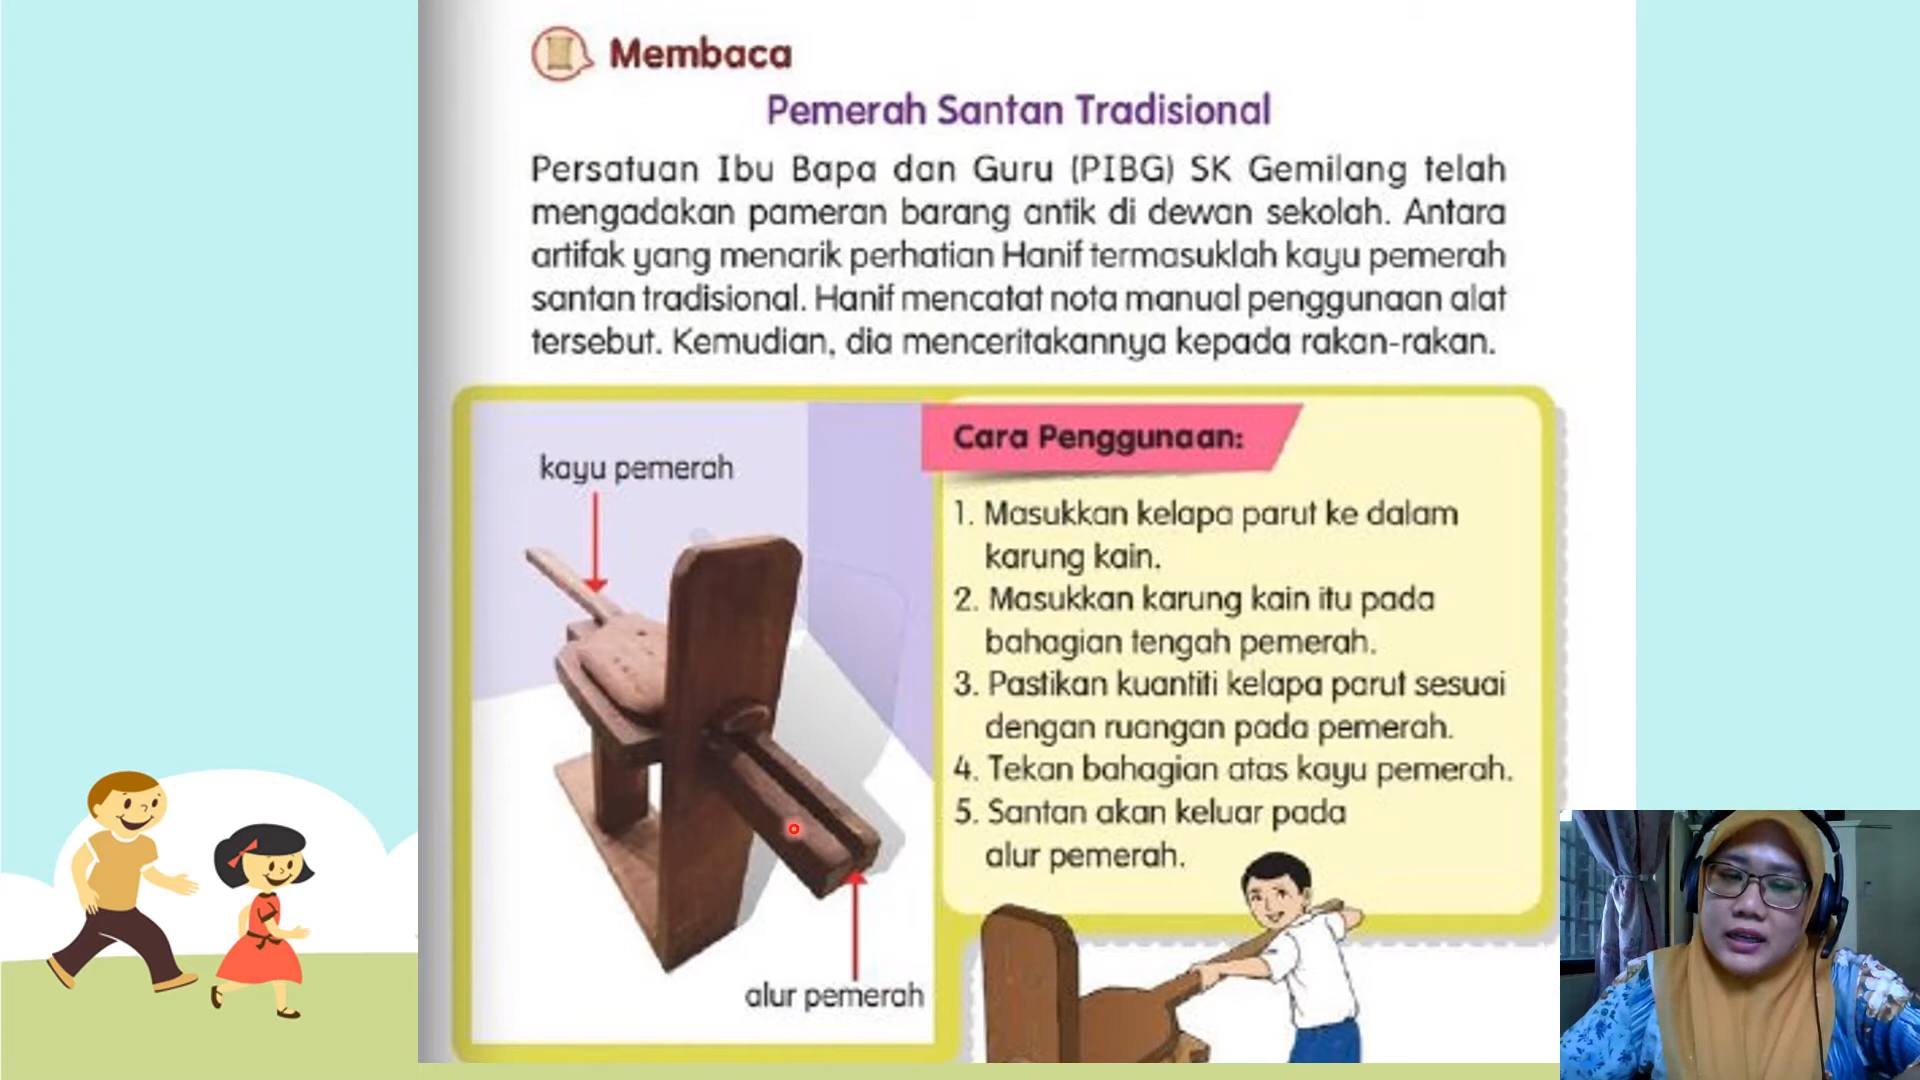 Membaca
Pemerah Santan Tradisional
Persatuan Ibu Bapa dan Guru (PIBG) SK Gemilang telah
mengadakan pameran barang antik di dewan sekolah. Antara
artifak yang menarik perhatian Hanif termasuklah kayu pemerah
santan tradisional. Hanif mencatat nota manual penggunaan alat
tersebut. Kemudian, dia menceritakannya kepada rakan-rakan.
kayu pemerah
alur pemerah
Cara Penggunaan:
1. Masukkan kelapa parut ke dalam
karung kain.
2. Masukkan karung kain itu pada
bahagian tengah pemerah.
3. Pastikan kuantiti kelapa parut sesuai
dengan ruangan pada pemerah.
4. Tekan bahagian atas kayu pemerah.
5. Santan akan keluar pada
alur pemerah.